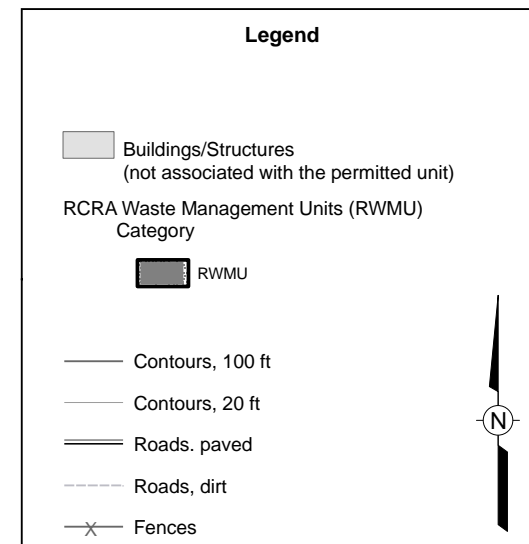 Legend
Buildings/Structures
(not associated with the permitted unit)
RCRA Waste Management Units (RWMU)
Category
RWMU
Contours, 100 ft
Contours, 20 ft
Roads. paved
Roads, dirt
Fences
N